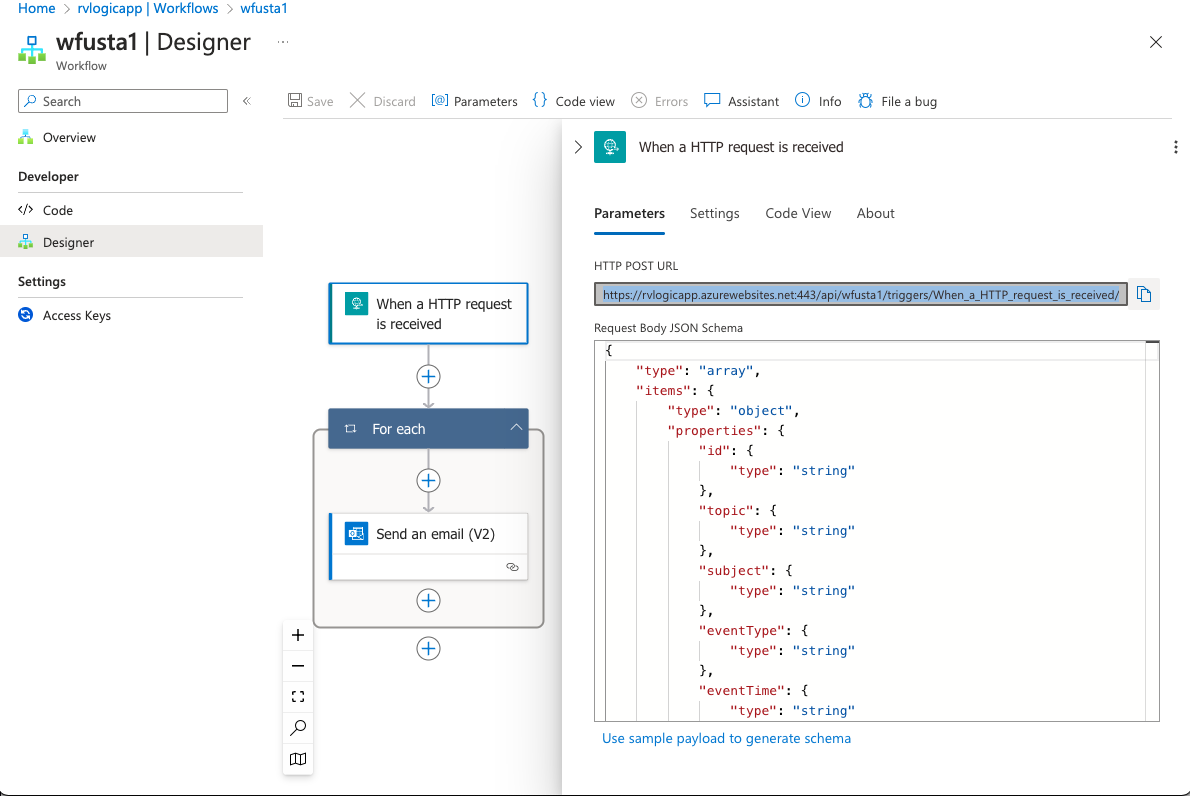 Home > rvlogicapp | Workflows > wfusta1
wfusta1 | Designer ...
Workflow
Search
Overview
Developer
Code
Designer
Settings
Access Keys
Save Discard Parameters Code view Errors Assistant Info File a bug
When a HTTP request
is received
For each
Send an email (V2)
When a HTTP request is received
Parameters Settings Code View About
HTTP POST URL
https://rvlogicapp.azurewebsites.net:443/api/wfusta1/triggers/When_a_HTTP_request_is_received/
Request Body JSON Schema
{
"type": "array",
"items": {
"type": "object",
"properties": {
"id": {
"type": "string"
},
"topic": {
"type": "string"
},
"subject": {
"type": "string"
},
"eventType": {
"type": "string"
},
"eventTime": {
"type": "string"
Use sample payload to generate schema